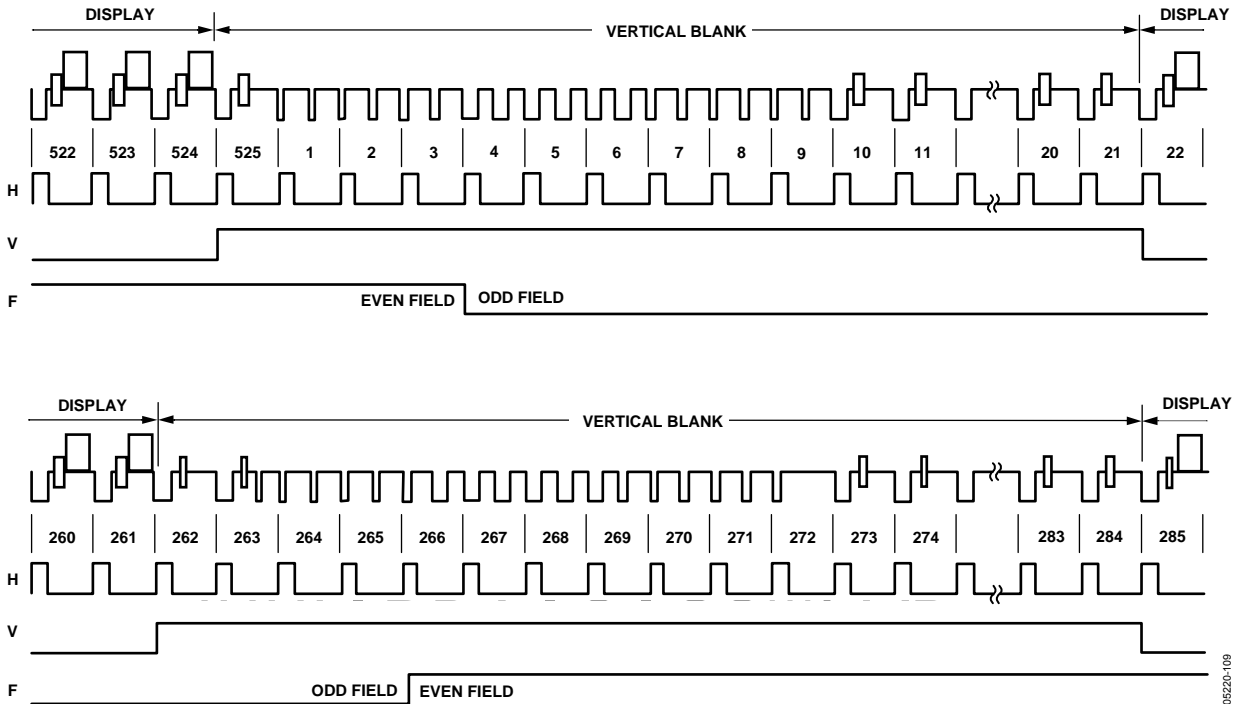 DISPLAY VERTICAL BLANK DISPLAY
522 523 524 525 1 2 3 4 5 6 7 8 9 10 11 20 21 22
H
V
F EVEN FIELD ODD FIELD
DISPLAY VERTICAL BLANK DISPLAY
260 261 262 263 264 265 266 267 268 269 270 271 272 273 274 283 284 285
H
V
F ODD FIELD EVEN FIELD
05220-109